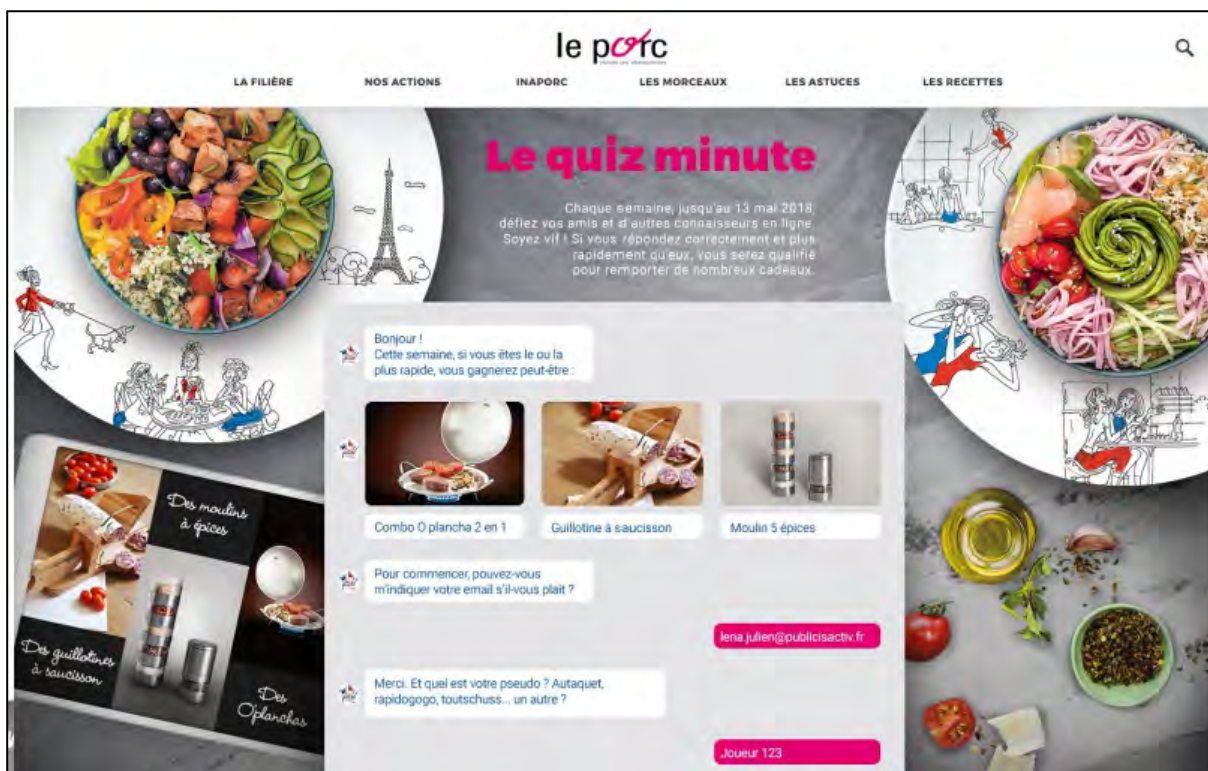 le porc
LA FILIÈRE NOS ACTIONS INAPORC LES MORCEAUX LES ASTUCES LES RECETTES
Le quiz minute
Chaque semaine, jusqu'au 13 mai 2018,
défiez vos amis et d'autres connaisseurs en ligne.
Soyez vif ! Si vous répondez correctement et plus
rapidement qu'eux, vous serez qualifié
pour remporter de nombreux cadeaux.
Bonjour !
Cette semaine, si vous êtes le ou la
plus rapide, vous gagnerez peut-être :
Combo O plancha 2 en 1
Guillotine à saucisson
Moulin 5 épices
Pour commencer, pouvez-vous
m'indiquer votre email s'il-vous plait ?
lena.julien@publicisactiv.fr
Merci. Et quel est votre pseudo ? Autaquet,
rapidogogo, toutschuss... un autre ?
Joueur 123
Des moulins
à épices
Des guillotines
à saucisson
Des
O'planchas